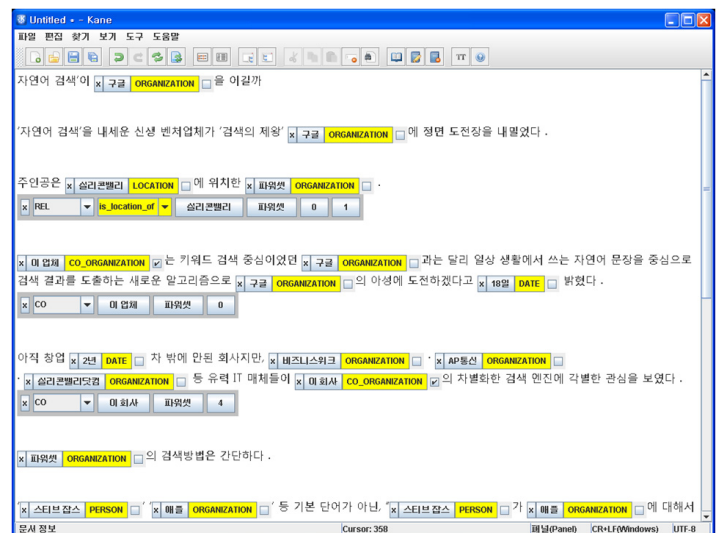 Untitled * - Kane
파일 편집 찾기 보기 도구 도움말
자연어 검색'이 x 구글 ORGANIZATION 을 이길까
'자연어 검색'을 내세운 신생 벤처업체가 '검색의 제왕' x 구글 ORGANIZATION 에 정면 도전장을 내밀었다 .
주인공은 x 실리콘밸리 LOCATION 에 위치한 x 파워셋 ORGANIZATION .
x REL is_location_of 실리콘밸리 파워셋 0 1
x 이 업체 CO_ORGANIZATION 는 키워드 검색 중심이었던 x 구글 ORGANIZATION 과는 달리 일상 생활에서 쓰는 자연어 문장을 중심으로
검색 결과를 도출하는 새로운 알고리즘으로 x 구글 ORGANIZATION 의 아성에 도전하겠다고 x 18일 DATE 밝혔다 .
x CO 이 업체 파워셋 0
아직 창업 x 2년 DATE 차 밖에 안된 회사지만, x 비즈니스위크 ORGANIZATION · x AP통신 ORGANIZATION
· x 실리콘밸리닷컴 ORGANIZATION 등 유력 IT 매체들이 x 이 회사 CO_ORGANIZATION 의 차별화한 검색 엔진에 각별한 관심을 보였다 .
x CO 이 회사 파워셋 4
x 파워셋 ORGANIZATION 의 검색방법은 간단하다 .
'x 스티브 잡스 PERSON ' 'x 애플 ORGANIZATION ' 등 기본 단어가 아닌, "x 스티브 잡스 PERSON 가 x 애플 ORGANIZATION 에 대해서
문서 정보 Cursor: 358 패널(Panel) CR+LF(Windows) UTF-8